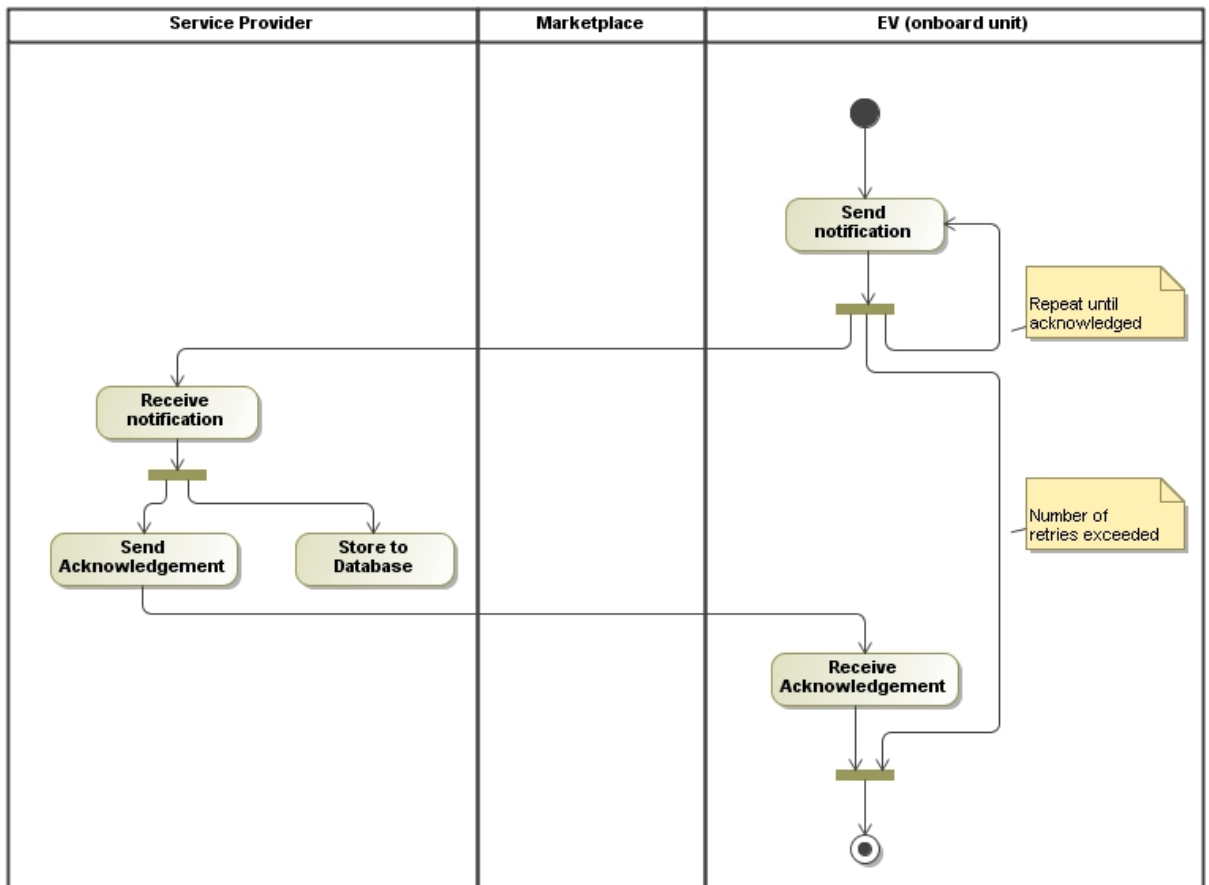 Service Provider
Marketplace
EV (onboard unit)
Send
notification
Repeat until
acknowledged
Receive
notification
Number of
retries exceeded
Send
Acknowledgement
Store to
Database
Receive
Acknowledgement